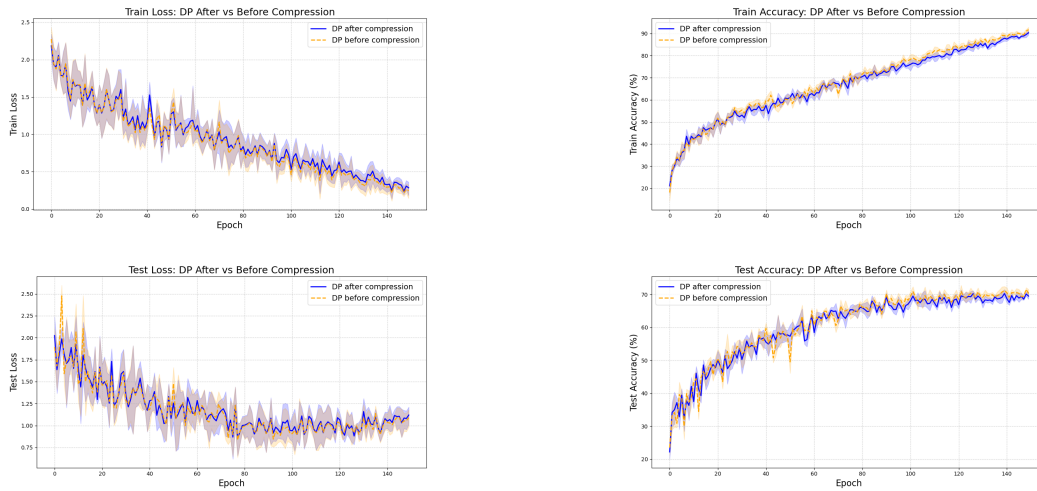 Train Loss: DP After vs Before Compression
DP after compression
DP before compression
2.5
2.0
1.5
1.0
0.5
0.0
Train Loss
0 20 40 60 80 100 120 140
Epoch
Train Accuracy: DP After vs Before Compression
DP after compression
DP before compression
90
80
70
60
50
40
30
20
Train Accuracy (%)
0 20 40 60 80 100 120 140
Epoch
Test Loss: DP After vs Before Compression
DP after compression
DP before compression
2.50
2.25
2.00
1.75
1.50
1.25
1.00
0.75
Test Loss
0 20 40 60 80 100 120 140
Epoch
Test Accuracy: DP After vs Before Compression
DP after compression
DP before compression
70
60
50
40
30
20
Test Accuracy (%)
0 20 40 60 80 100 120 140
Epoch